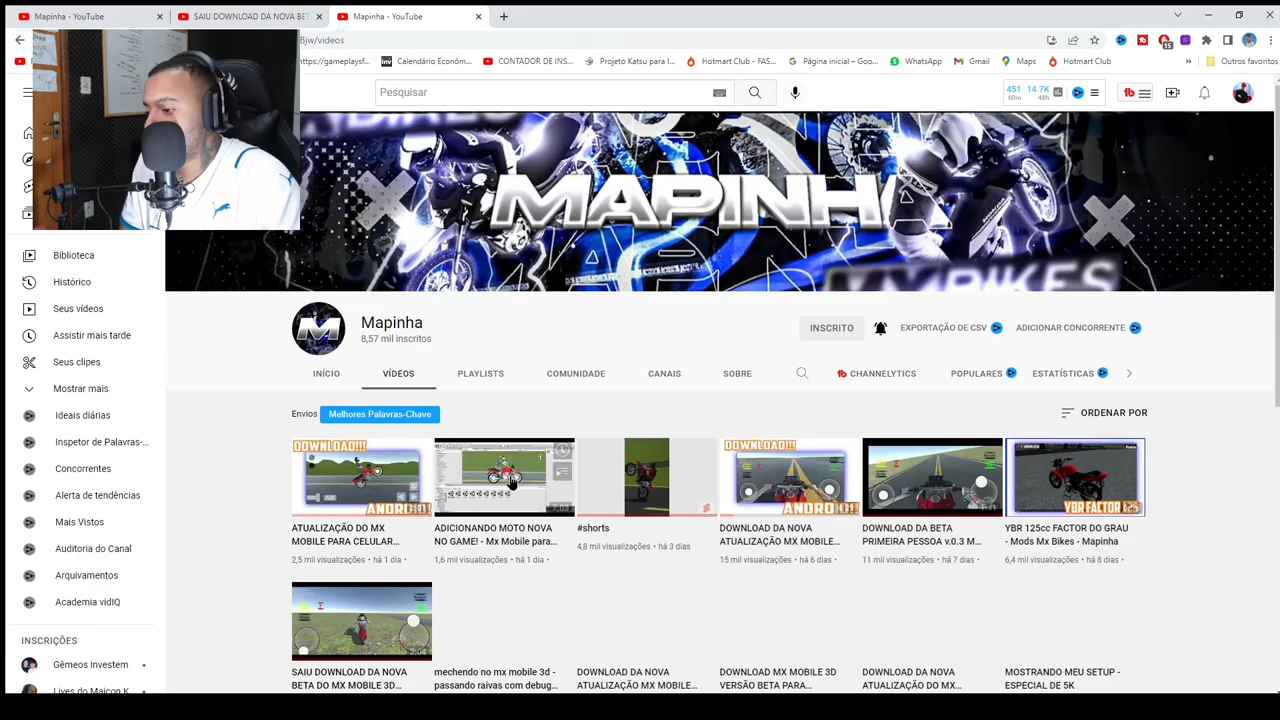 Mapinha - YouTube
SAIU DOWNLOAD DA NOVA BET
Mapinha - YouTube
Bjw/videos
https://gameplaysf...
Calendário Econôm...
CONTADOR DE INS...
Projeto Katsu para I...
Hotmart Club - FAS...
Página inicial – Goo...
WhatsApp
Gmail
Maps
Hotmart Club
»
Outros favoritos
15
Pesquisar
451
60m
14.7K
48h
MAPINH
MX BIKES
Biblioteca
Histórico
Seus vídeos
Assistir mais tarde
Seus clipes
Mostrar mais
Ideais diárias
Inspetor de Palavras-...
Concorrentes
Alerta de tendências
Mais Vistos
Auditoria do Canal
Arquivamentos
Academia vidIQ
INSCRIÇÕES
Gêmeos Investem
Lives do Maicon K
M
Mapinha
8,57 mil inscritos
INSCRITO
EXPORTAÇÃO DE CSV
ADICIONAR CONCORRENTE
INÍCIO
VÍDEOS
PLAYLISTS
COMUNIDADE
CANAIS
SOBRE
CHANNELYTICS
POPULARES
ESTATÍSTICAS
Envios
Melhores Palavras-Chave
ORDENAR POR
DOWNLOAD!!!
ATUALIZAÇÃO DO MX
MOBILE PARA CELULAR...
2,5 mil visualizações • há 1 dia
ADICIONANDO MOTO NOVA
NO GAME! - Mx Mobile para...
1,6 mil visualizações • há 1 dia
#shorts
4,8 mil visualizações • há 3 dias
DOWNLOAD!!!
DOWNLOAD DA NOVA
ATUALIZAÇÃO MX MOBILE...
15 mil visualizações • há 6 dias
DOWNLOAD DA BETA
PRIMEIRA PESSOA v.0.3 M...
11 mil visualizações • há 7 dias
YBR FACTOR
YBR 125cc FACTOR DO GRAU
- Mods Mx Bikes - Mapinha
6,4 mil visualizações • há 8 dias
SAIU DOWNLOAD DA NOVA
BETA DO MX MOBILE 3D...
mechendo no mx mobile 3d -
passando raivas com debug...
DOWNLOAD DA NOVA
ATUALIZAÇÃO MX MOBILE...
DOWNLOAD MX MOBILE 3D
VERSÃO BETA PARA...
DOWNLOAD DA NOVA
ATUALIZAÇÃO DO MX...
MOSTRANDO MEU SETUP -
ESPECIAL DE 5K